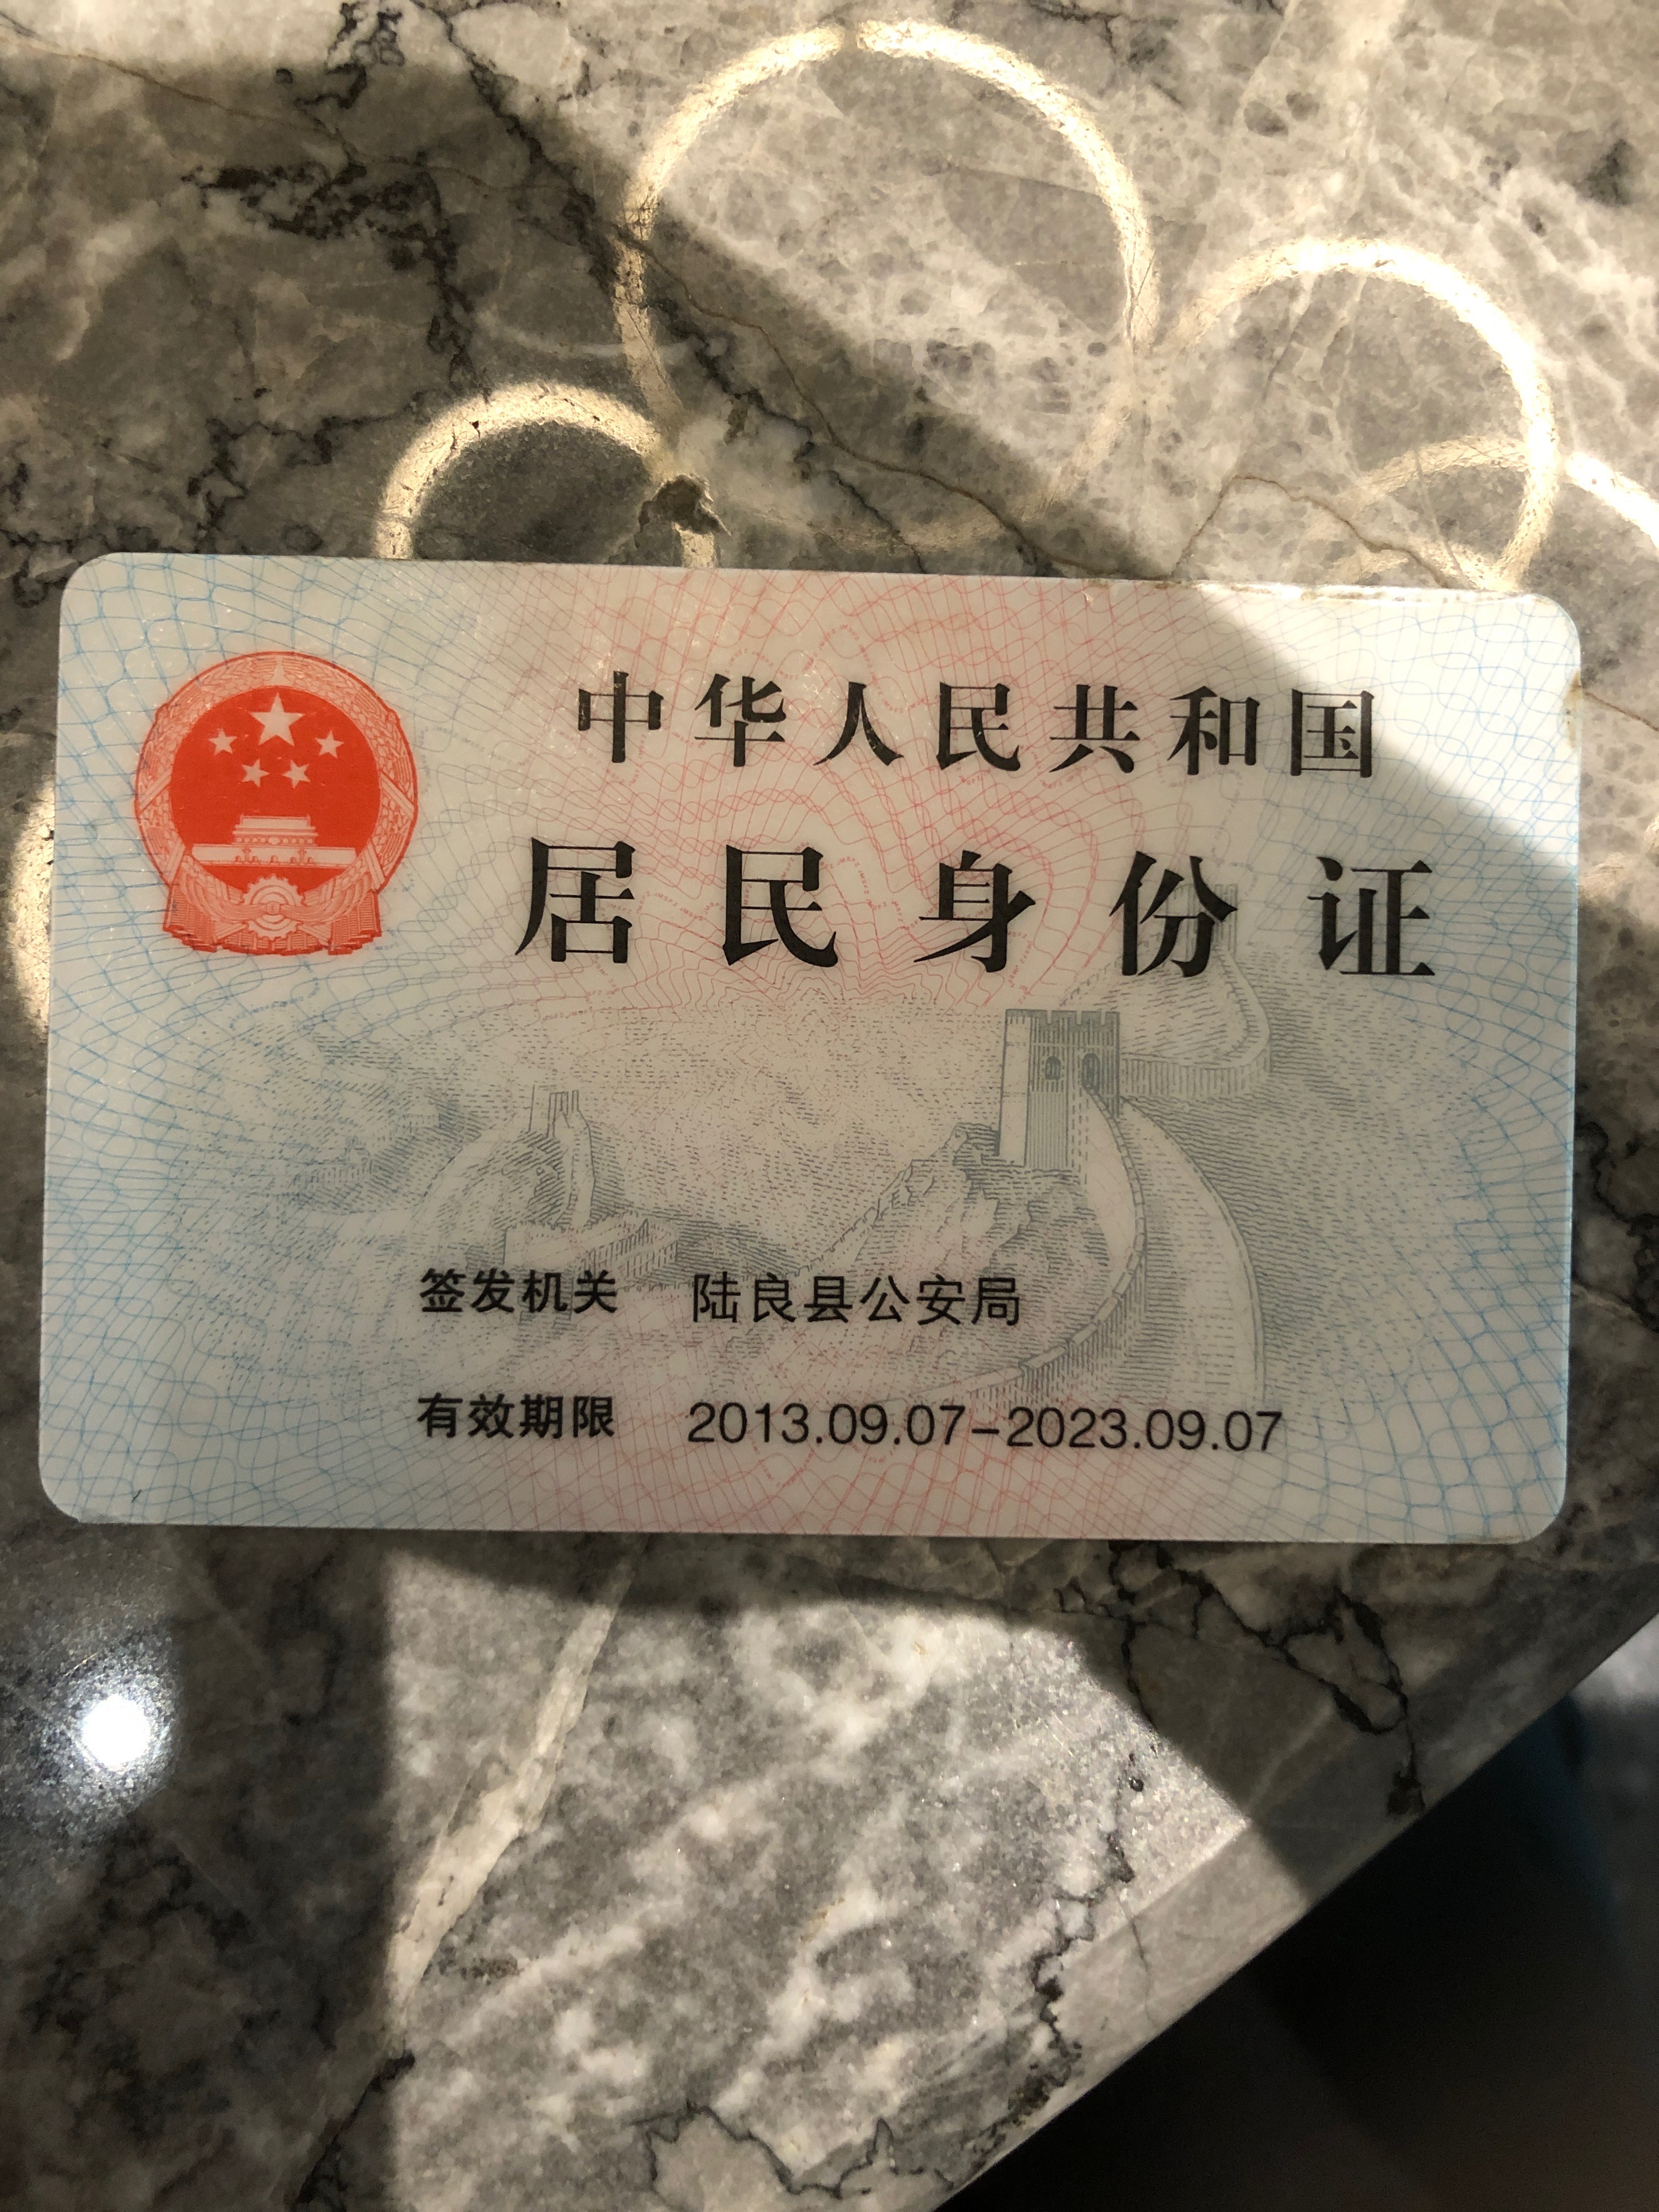 中华人民共和国
居民身份证
签发机关 陆良县公安局
有效期限 2013.09.07-2023.09.07